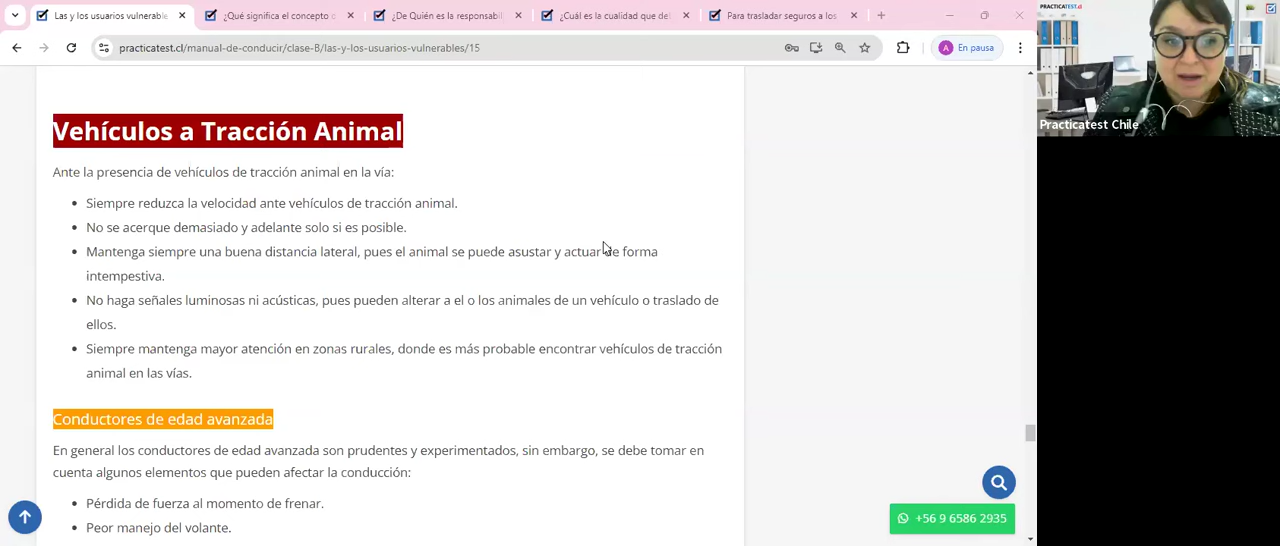 Las y los usuarios vulnerable
¿Qué significa el concepto d
¿De Quién es la responsabil
¿Cuál es la cualidad que del
Para trasladar seguros a los
practicatest.cl/manual-de-conducir/clase-B/las-y-los-usuarios-vulnerables/15
A En pausa
PRACTICATEST.cl
Practicatest Chile
Vehículos a Tracción Animal
Ante la presencia de vehículos de tracción animal en la vía:
• Siempre reduzca la velocidad ante vehículos de tracción animal.
• No se acerque demasiado y adelante solo si es posible.
• Mantenga siempre una buena distancia lateral, pues el animal se puede asustar y actuar de forma
intempestiva.
• No haga señales luminosas ni acústicas, pues pueden alterar a el o los animales de un vehículo o traslado de
ellos.
• Siempre mantenga mayor atención en zonas rurales, donde es más probable encontrar vehículos de tracción
animal en las vías.
Conductores de edad avanzada
En general los conductores de edad avanzada son prudentes y experimentados, sin embargo, se debe tomar en
cuenta algunos elementos que pueden afectar la conducción:
• Pérdida de fuerza al momento de frenar.
• Peor manejo del volante.
+56 9 6586 2935